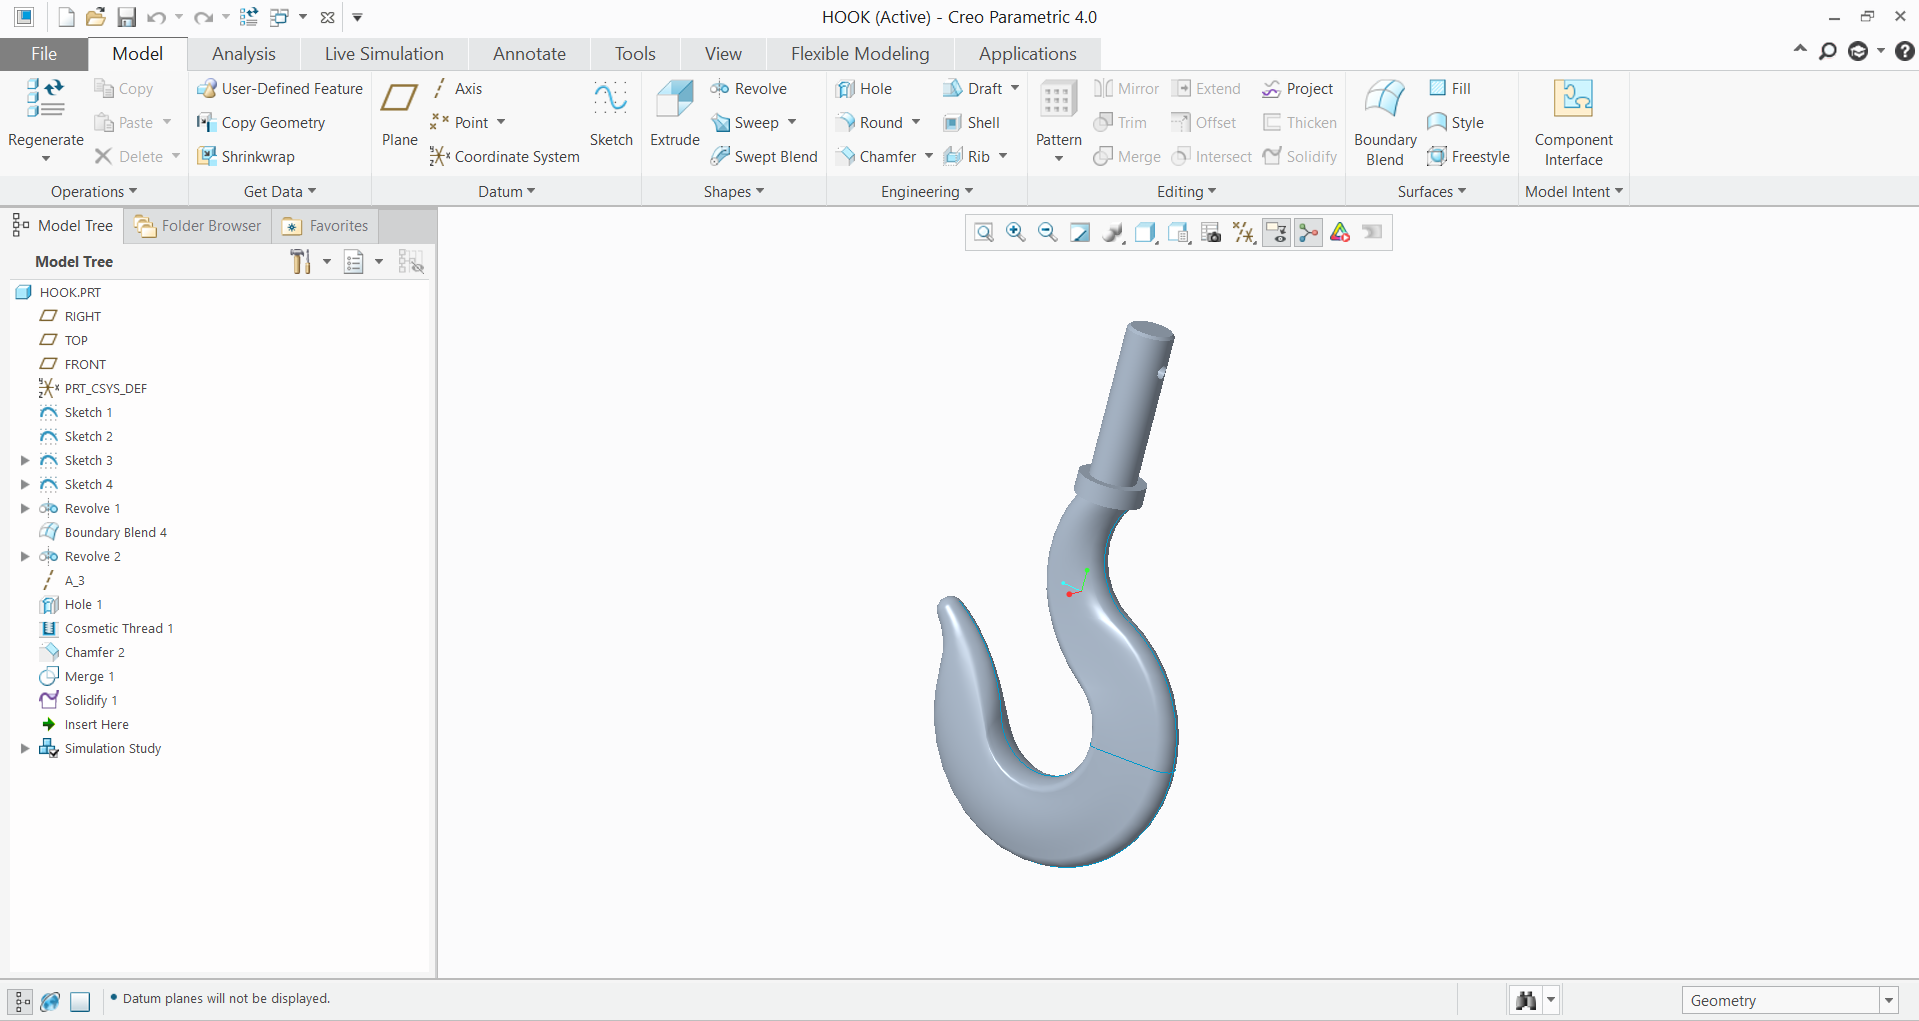 HOOK (Active) - Creo Parametric 4.0
File Model Analysis Live Simulation Annotate Tools View Flexible Modeling Applications
Regenerate
Copy
Paste
Delete
Operations
User-Defined Feature
Copy Geometry
Shrinkwrap
Get Data
Plane
Axis
Point
Coordinate System
Sketch
Datum
Extrude
Revolve
Sweep
Swept Blend
Shapes
Hole
Round
Chamfer
Draft
Shell
Rib
Engineering
Pattern
Mirror
Trim
Merge
Extend
Offset
Intersect
Project
Thicken
Solidify
Editing
Boundary
Blend
Fill
Style
Freestyle
Surfaces
Component
Interface
Model Intent
Model Tree Folder Browser Favorites
Model Tree
HOOK.PRT
RIGHT
TOP
FRONT
PRT_CSYS_DEF
Sketch 1
Sketch 2
Sketch 3
Sketch 4
Revolve 1
Boundary Blend 4
Revolve 2
A_3
Hole 1
Cosmetic Thread 1
Chamfer 2
Merge 1
Solidify 1
Insert Here
Simulation Study
Datum planes will not be displayed.
Geometry